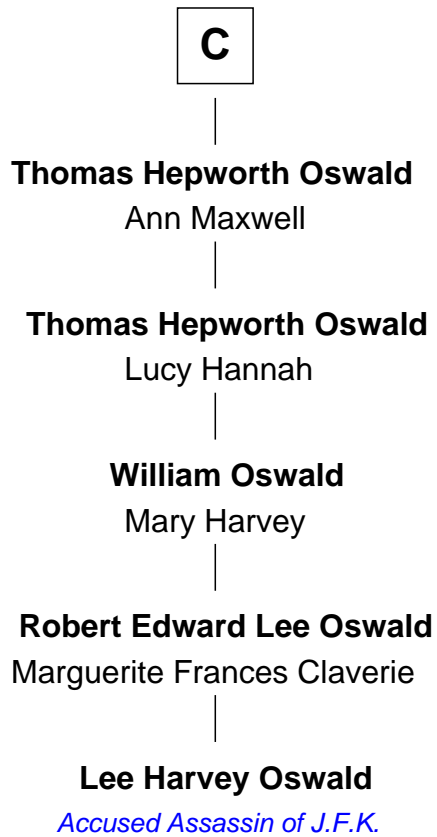 C
Thomas Hepworth Oswald
Ann Maxwell
Thomas Hepworth Oswald
Lucy Hannah
William Oswald
Mary Harvey
Robert Edward Lee Oswald
Marguerite Frances Claverie
Lee Harvey Oswald
Accused Assassin of J.F.K.